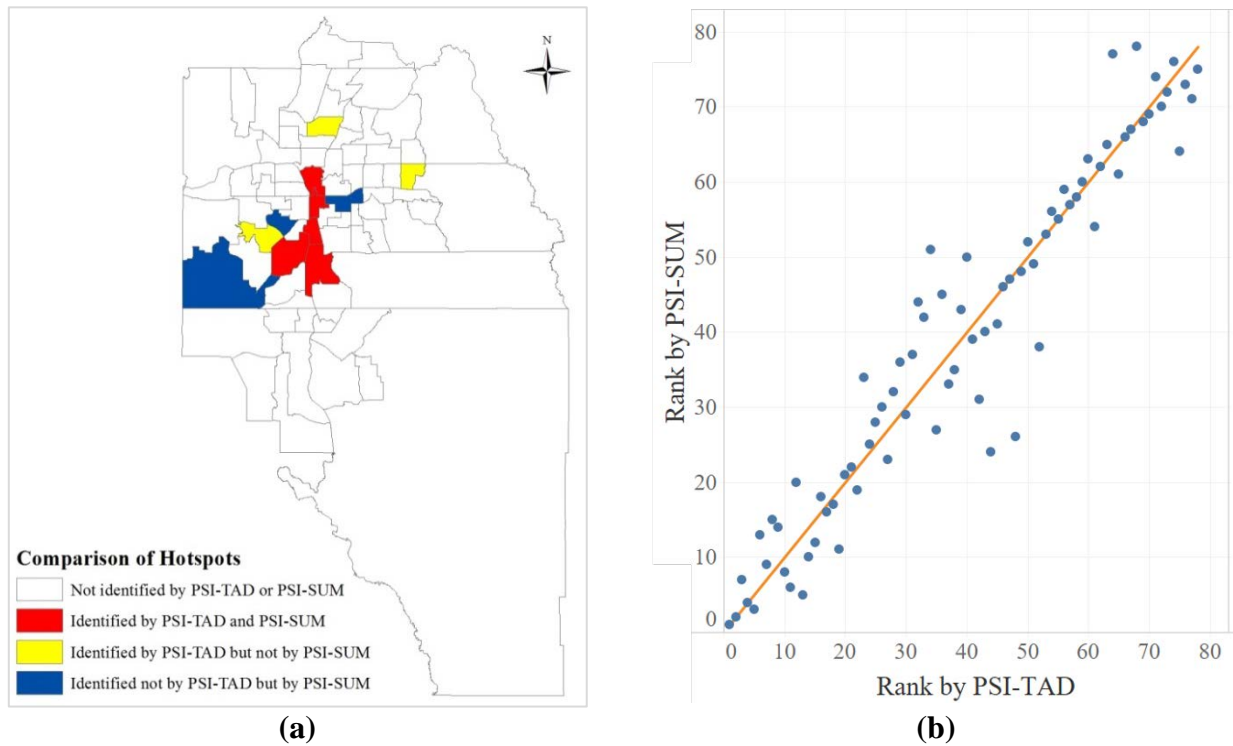 N
Comparison of Hotspots
Not identified by PSI-TAD or PSI-SUM
Identified by PSI-TAD and PSI-SUM
Identified by PSI-TAD but not by PSI-SUM
Identified not by PSI-TAD but by PSI-SUM
(a)
80
70
60
50
40
30
20
10
0
Rank by PSI-SUM
0 10 20 30 40 50 60 70 80
Rank by PSI-TAD
(b)